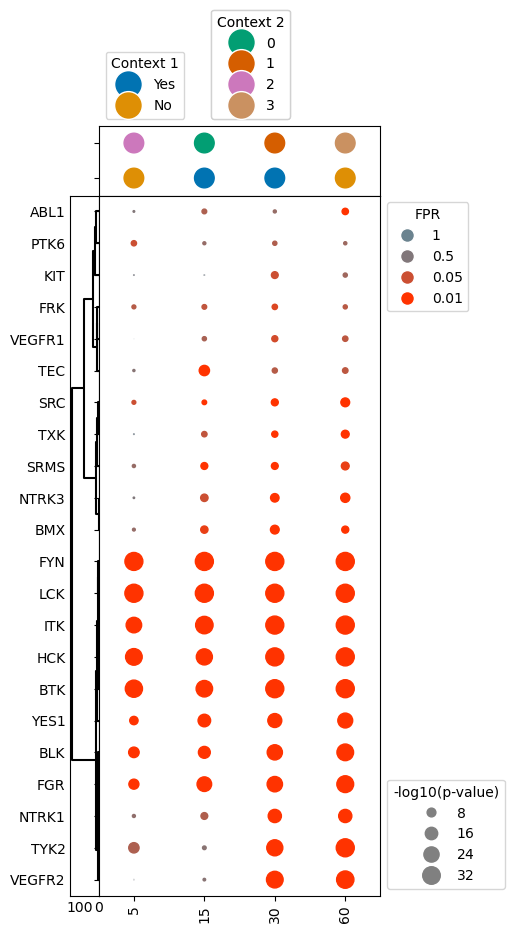 Context 2
0
1
2
3
Context 1
Yes
No
ABL1
PTK6
KIT
FRK
VEGFR1
TEC
SRC
TXK
SRMS
NTRK3
BMX
FYN
LCK
ITK
HCK
BTK
YES1
BLK
FGR
NTRK1
TYK2
VEGFR2
FPR
1
0.5
0.05
0.01
-log10(p-value)
8
16
24
32
100 0
5
15
30
60